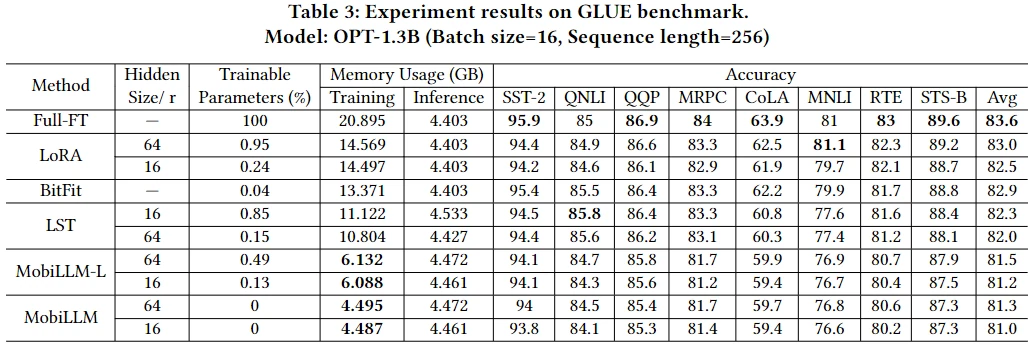 Table 3: Experiment results on GLUE benchmark.
Model: OPT-1.3B (Batch size=16, Sequence length=256)
Method Hidden Size/ r Trainable Parameters (%) Memory Usage (GB) Accuracy
Training Inference SST-2 QNLI QQP MRPC CoLA MNLI RTE STS-B Avg
Full-FT — 100 20.895 4.403 95.9 85 86.9 84 63.9 81 83 89.6 83.6
LoRA 64 0.95 14.569 4.403 94.4 84.9 86.6 83.3 62.5 81.1 82.3 89.2 83.0
16 0.24 14.497 4.403 94.2 84.6 86.1 82.9 61.9 79.7 82.1 88.7 82.5
BitFit — 0.04 13.371 4.403 95.4 85.5 86.4 83.3 62.2 79.9 81.7 88.8 82.9
LST 16 0.85 11.122 4.533 94.5 85.8 86.4 83.3 60.8 77.6 81.6 88.4 82.3
64 0.15 10.804 4.427 94.4 85.6 86.2 83.1 60.3 77.4 81.2 88.1 82.0
MobiLLM-L 64 0.49 6.132 4.472 94.1 84.7 85.8 81.7 59.9 76.9 80.7 87.9 81.5
16 0.13 6.088 4.461 94.1 84.3 85.6 81.2 59.4 76.7 80.4 87.5 81.2
MobiLLM 64 0 4.495 4.472 94 84.5 85.4 81.7 59.7 76.8 80.6 87.3 81.3
16 0 4.487 4.461 93.8 84.1 85.3 81.4 59.4 76.6 80.2 87.3 81.0